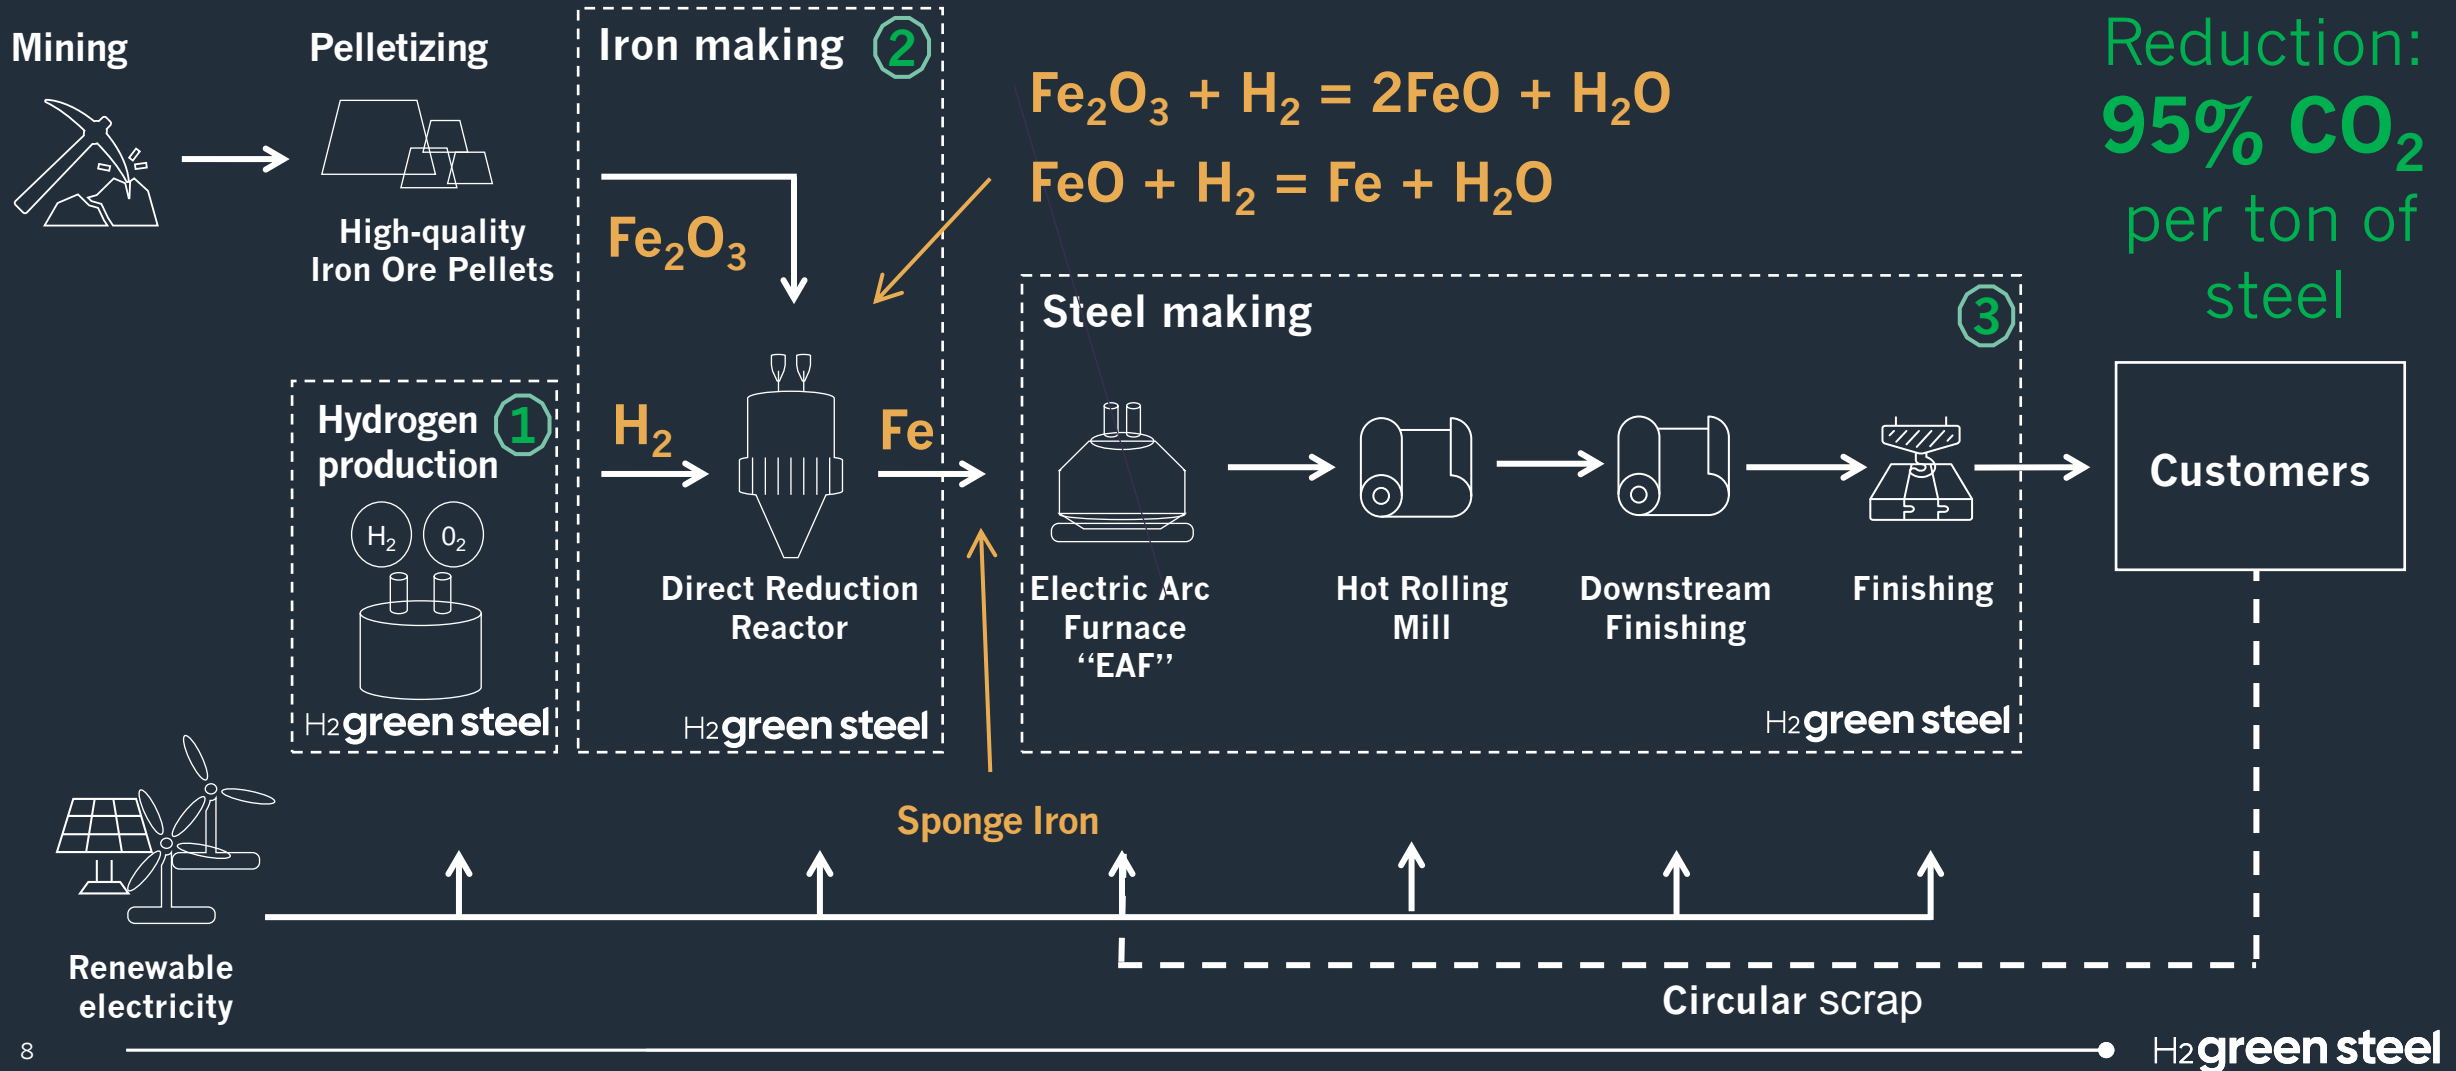 Mining
Pelletizing
Iron making
2
Fe₂O₃ + H₂ = 2FeO + H₂O
FeO + H₂ = Fe + H₂O
Reduction:
95% CO₂
per ton of
steel
High-quality
Iron Ore Pellets
Fe₂O₃
Steel making
3
Hydrogen
production
1
H₂
O₂
H₂
Fe
Direct Reduction
Reactor
Electric Arc
Furnace
“EAF”
Hot Rolling
Mill
Downstream
Finishing
Finishing
Customers
H2green steel
H2green steel
H2green steel
Sponge Iron
Renewable
electricity
Circular scrap
8
H2green steel